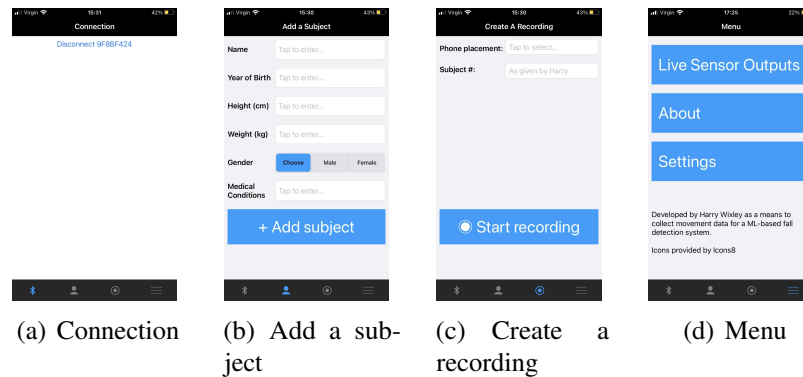 Virgin 15:31 42%
Connection
Disconnect 9F8BF424
(a) Connection
Virgin 15:30 43%
Add a Subject
Name Tap to enter...
Year of Birth Tap to enter...
Height (cm) Tap to enter...
Weight (kg) Tap to enter...
Gender Choose Male Female
Medical
Conditions Tap to enter...
+ Add subject
(b) Add a sub-
ject
Virgin 15:30 43%
Create A Recording
Phone placement: Tap to select...
Subject #: As given by Harry
Start recording
(c) Create a
recording
Virgin 17:25 22%
Menu
Live Sensor Outputs
About
Settings
Developed by Harry Wixley as a means to
collect movement data for a ML-based fall
detection system.
Icons provided by Icons8
(d) Menu